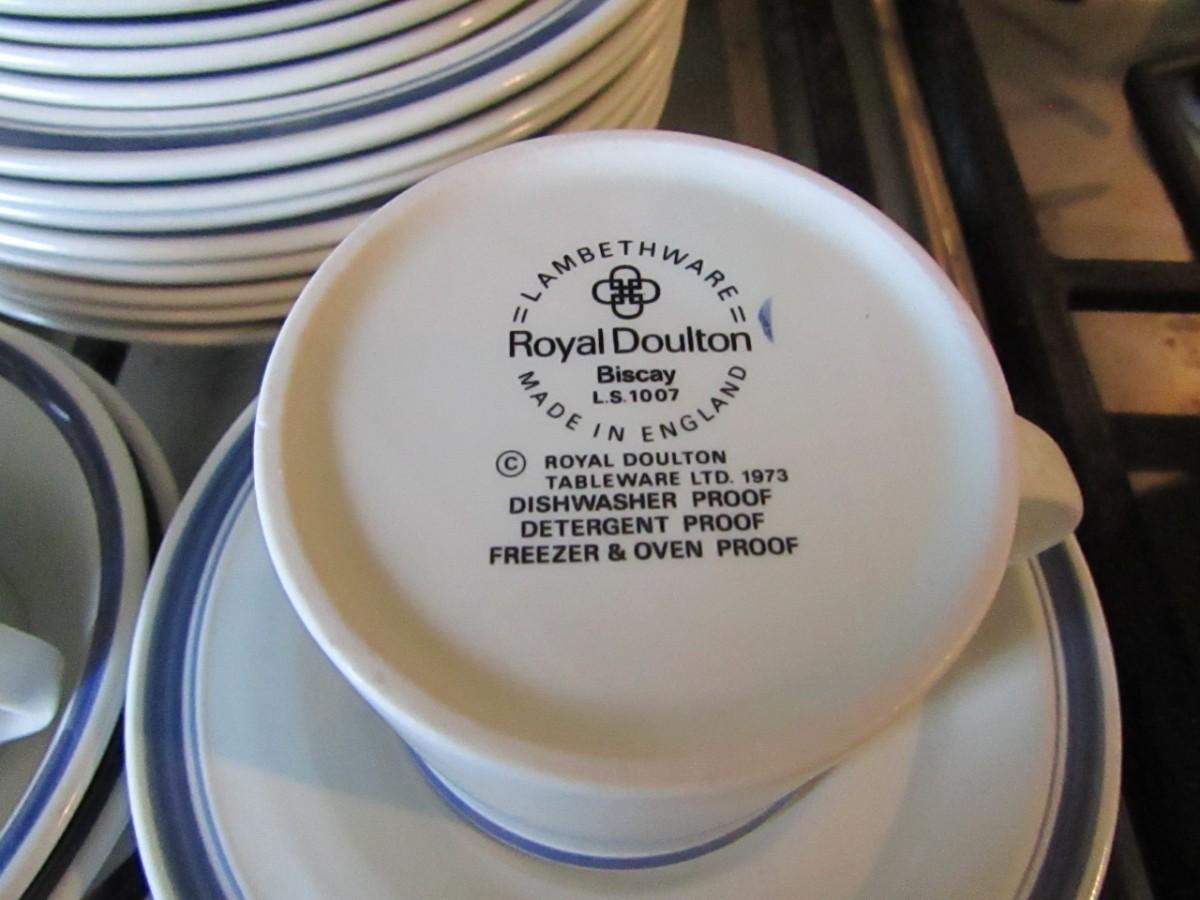 =LAMBETHWARE=
Royal Doulton
Biscay
L.S.1007
MADE IN ENGLAND
© ROYAL DOULTON
TABLEWARE LTD. 1973
DISHWASHER PROOF
DETERGENT PROOF
FREEZER & OVEN PROOF